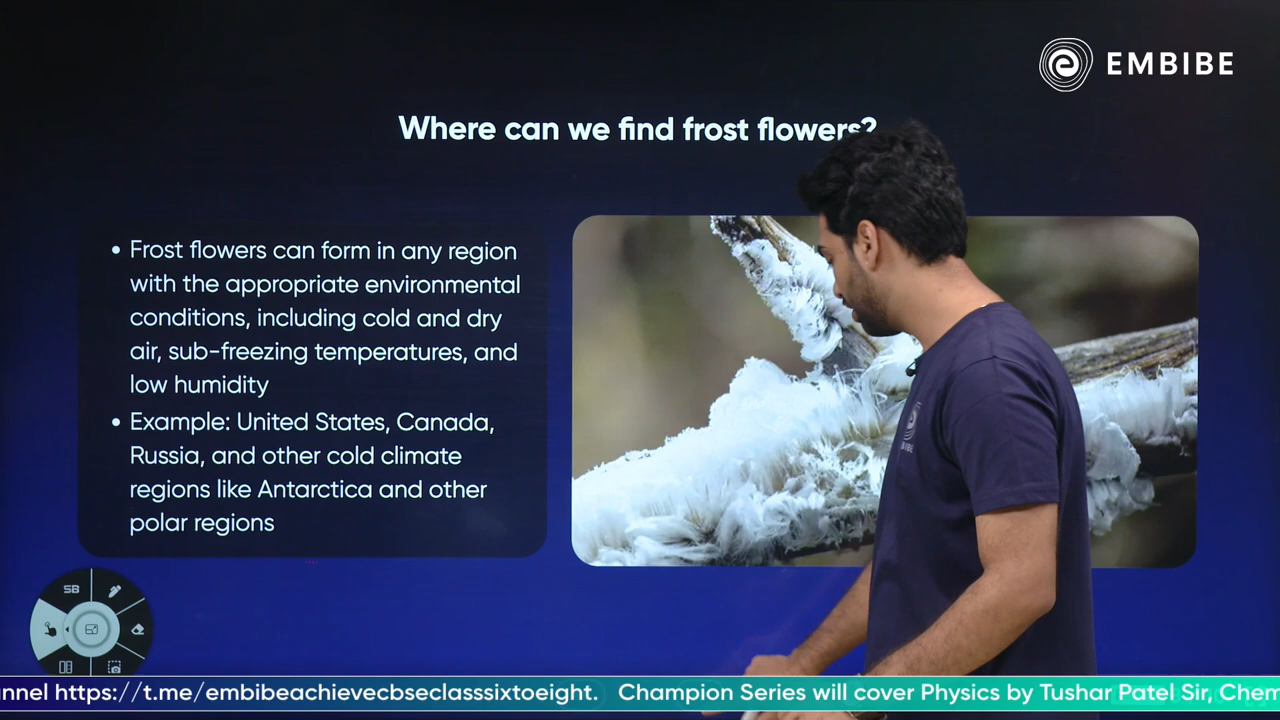 EMBIBE
Where can we find frost flowers?
• Frost flowers can form in any region
with the appropriate environmental
conditions, including cold and dry
air, sub-freezing temperatures, and
low humidity
• Example: United States, Canada,
Russia, and other cold climate
regions like Antarctica and other
polar regions
SB
nnel https://t.me/embibeachievecbseclasssixtoeight. Champion Series will cover Physics by Tushar Patel Sir, Chem